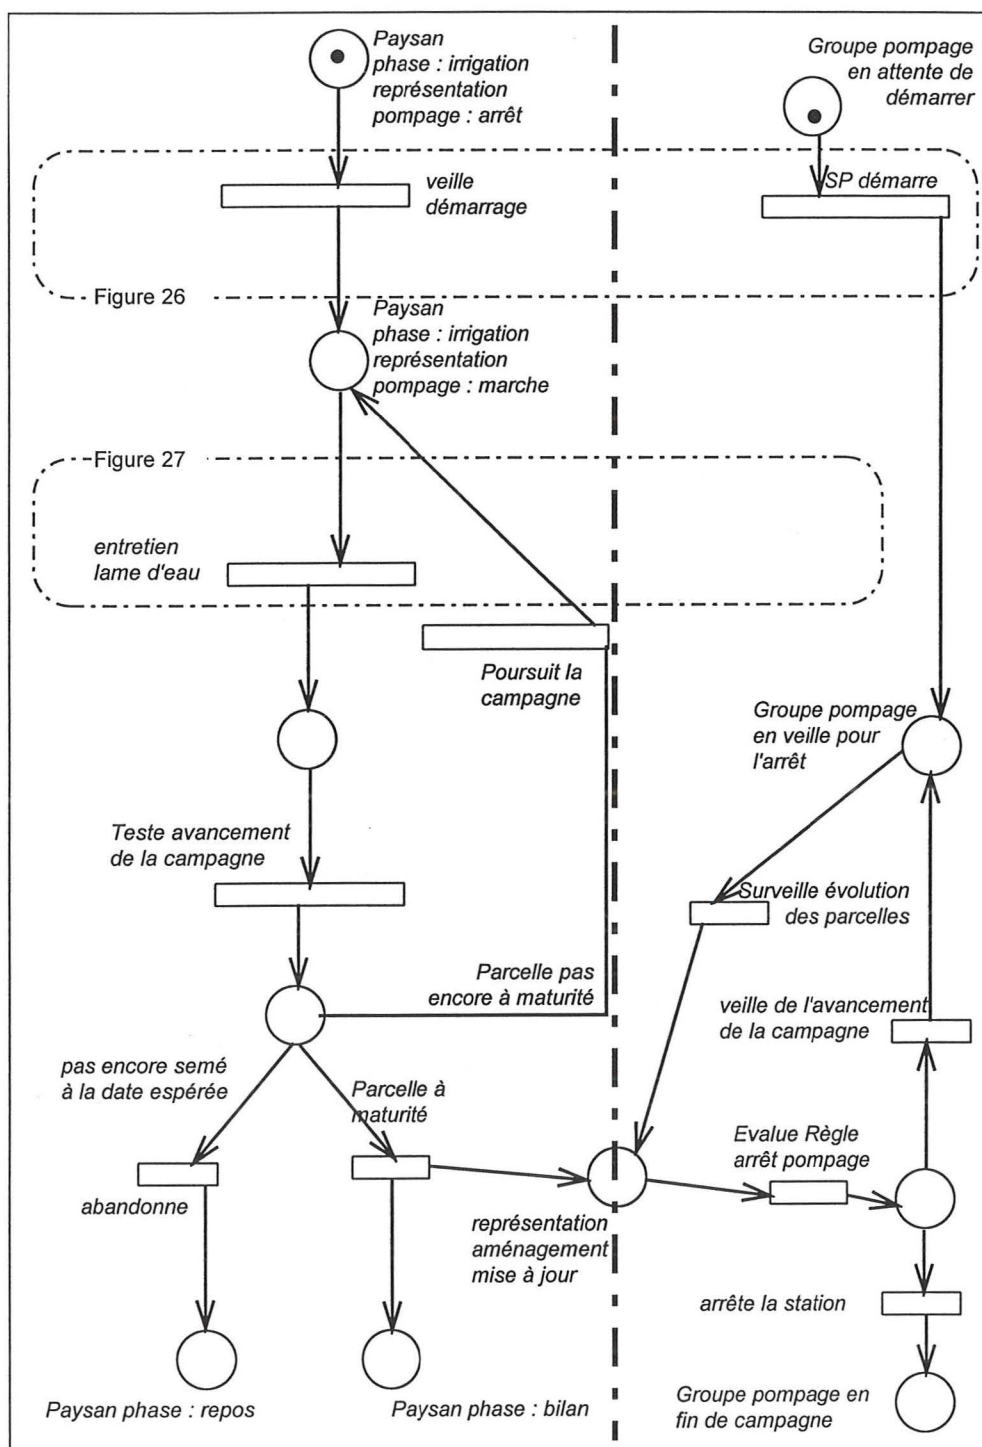 Paysan
phase : irrigation
représentation
pompage : arrêt
Groupe pompage
en attente de
démarrer
veille
démarrage
SP démarre
Figure 26
Paysan
phase : irrigation
représentation
pompage : marche
Figure 27
entretien
lame d'eau
Poursuit la
campagne
Groupe pompage
en veille pour
l'arrêt
Teste avancement
de la campagne
Surveille évolution
des parcelles
Parcelle pas
encore à maturité
veille de l'avancement
de la campagne
pas encore semé
à la date espérée
Parcelle à
maturité
Evalue Règle
arrêt pompage
abandonne
représentation
aménagement
mise à jour
arrête la station
Paysan phase : repos
Paysan phase : bilan
Groupe pompage en
fin de campagne